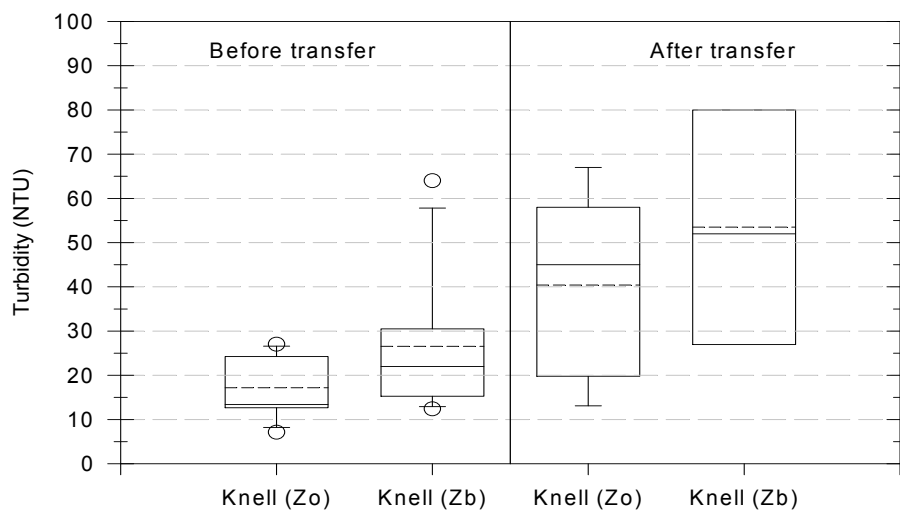 Before transfer
After transfer
Turbidity (NTU)
100
90
80
70
60
50
40
30
20
10
0
Knell (Zo)
Knell (Zb)
Knell (Zo)
Knell (Zb)